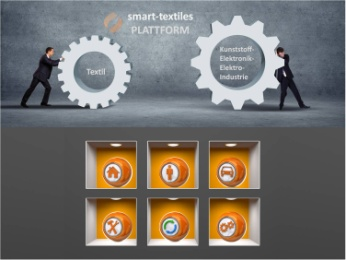 smart-textiles
PLATTFORM
Textil
Kunststoff-
Elektronik-
Elektro-
Industrie